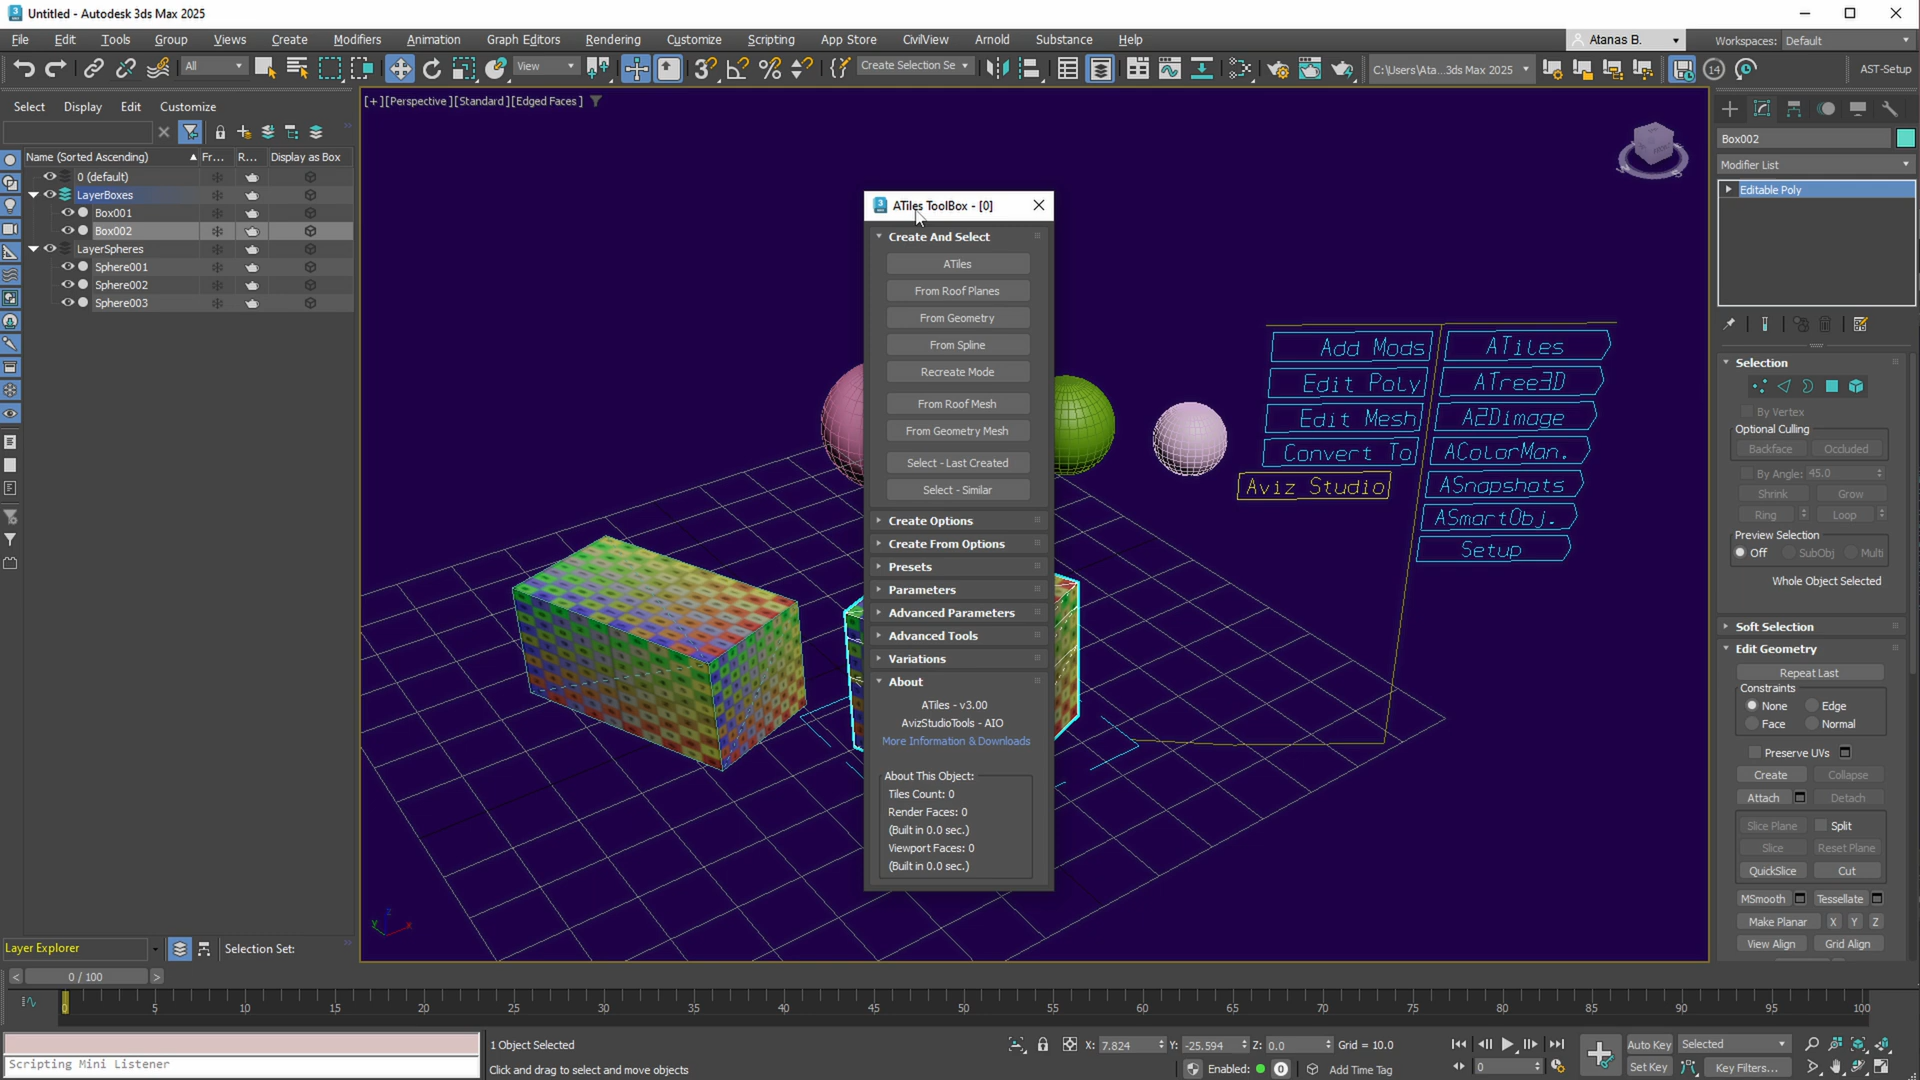 Untitled - Autodesk 3ds Max 2025
File Edit Tools Group Views Create Modifiers Animation Graph Editors Rendering Customize Scripting App Store CivilView Arnold Substance Help
Atanas B.
Workspaces: Default
All
View
Create Selection Se
C:\Users\Ata...3ds Max 2025
14
AST-Setup
Select Display Edit Customize
Name (Sorted Ascending) Fr... R... Display as Box
0 (default)
LayerBoxes
Box001
Box002
LayerSpheres
Sphere001
Sphere002
Sphere003
[+][Perspective][Standard][Edged Faces]
ATiles ToolBox - [0]
Create And Select
ATiles
From Roof Planes
From Geometry
From Spline
Recreate Mode
From Roof Mesh
From Geometry Mesh
Select - Last Created
Select - Similar
Create Options
Create From Options
Presets
Parameters
Advanced Parameters
Advanced Tools
Variations
About
ATiles - v3.00
AvizStudioTools - AIO
More Information & Downloads
About This Object:
Tiles Count: 0
Render Faces: 0
(Built in 0.0 sec.)
Viewport Faces: 0
(Built in 0.0 sec.)
Add Mods ATiles
Edit Poly ATree3D
Edit Mesh A2Dimage
Convert To AColorMan.
Aviz Studio ASnapshots
ASmartObj.
Setup
Box002
Modifier List
Editable Poly
Selection
By Vertex
Optional Culling
Backface Occluded
By Angle: 45.0
Shrink Grow
Ring Loop
Preview Selection
Off SubObj Multi
Whole Object Selected
Soft Selection
Edit Geometry
Repeat Last
Constraints
None Edge
Face Normal
Preserve UVs
Create Collapse
Attach Detach
Slice Plane Split
Slice Reset Plane
QuickSlice Cut
MSmooth Tessellate
Make Planar X Y Z
View Align Grid Align
Layer Explorer
Selection Set:
< 0 / 100 >
0 5 10 15 20 25 30 35 40 45 50 55 60 65 70 75 80 85 90 95 100
1 Object Selected
X: 7.824 Y: -25.594 Z: 0.0 Grid = 10.0
Auto Key Selected
Scripting Mini Listener
Click and drag to select and move objects
Enabled: 0 Add Time Tag
0
Set Key Key Filters...